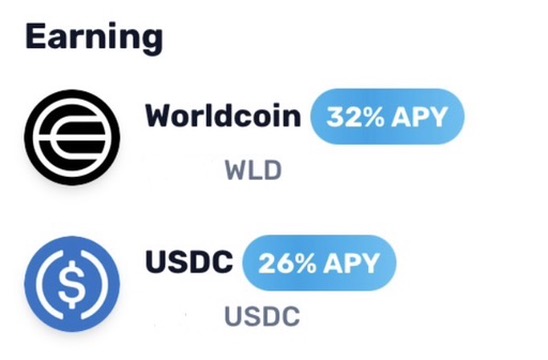 Earning
Worldcoin 32% APY
WLD
USDC 26% APY
USDC